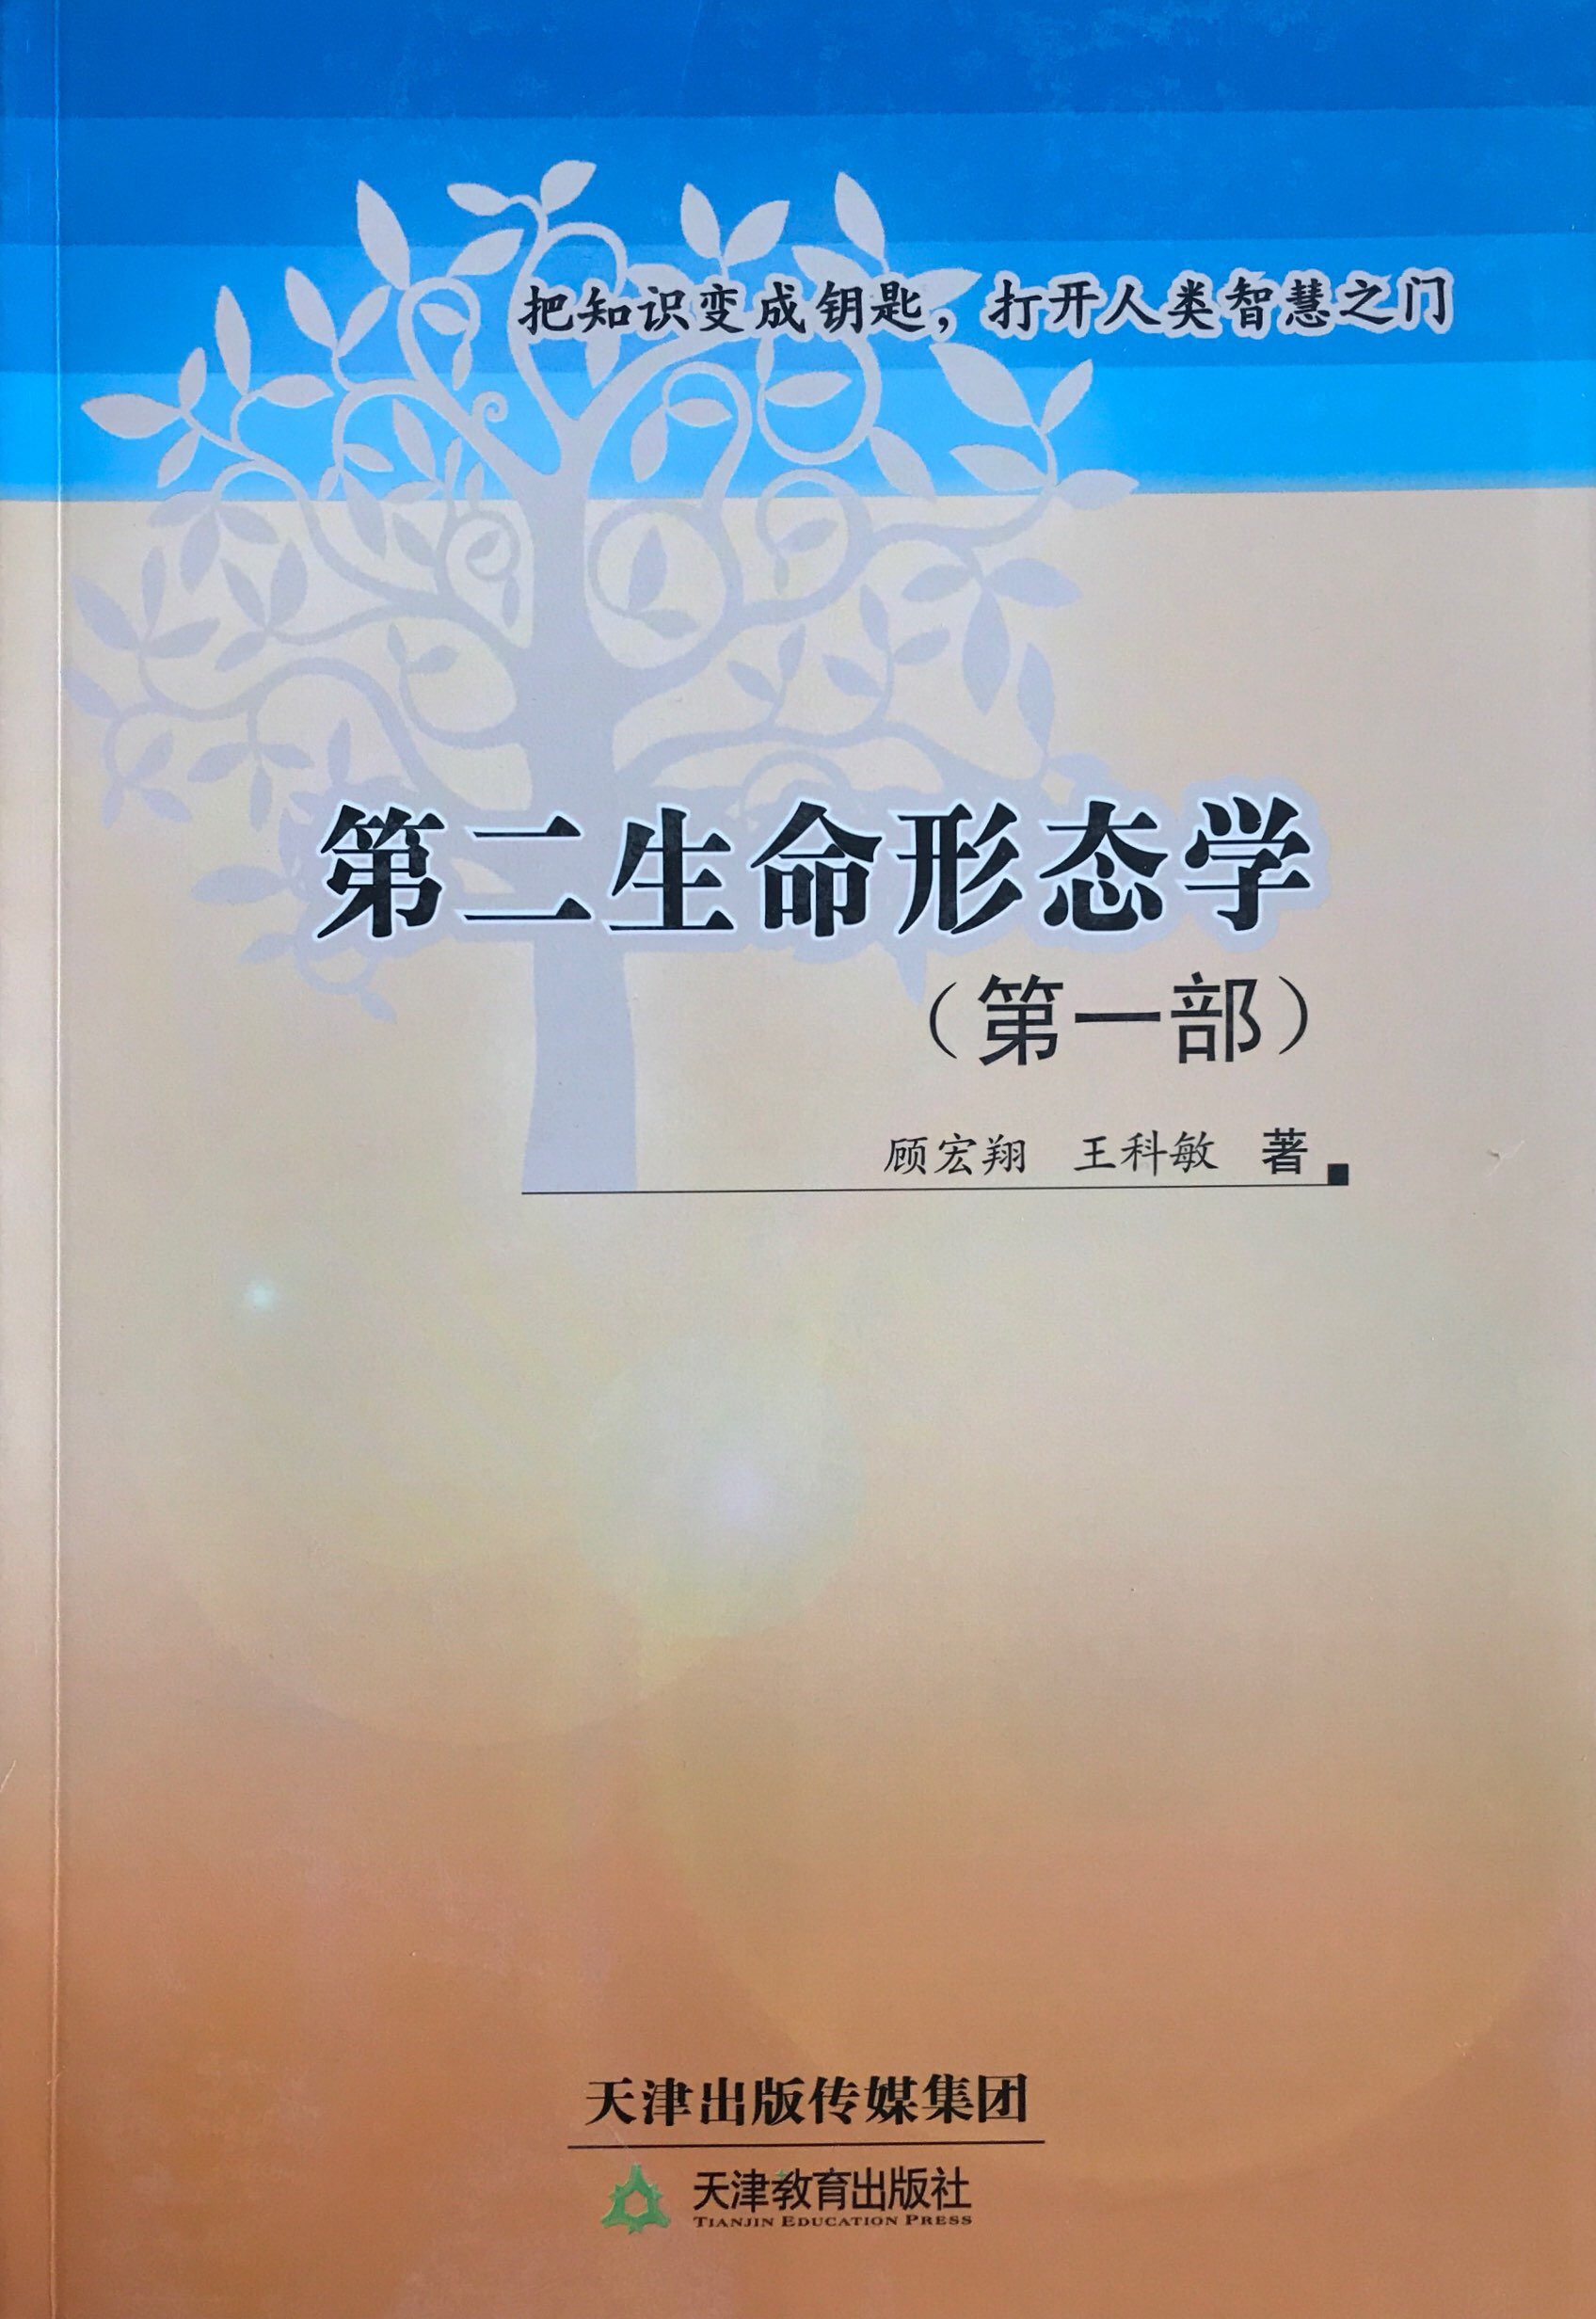 把知识变成钥匙，打开人类智慧之门
第二生命形态学
（第一部）
顾宏翔 王科敏 著
天津出版传媒集团
天津教育出版社
TIANJIN EDUCATION PRESS